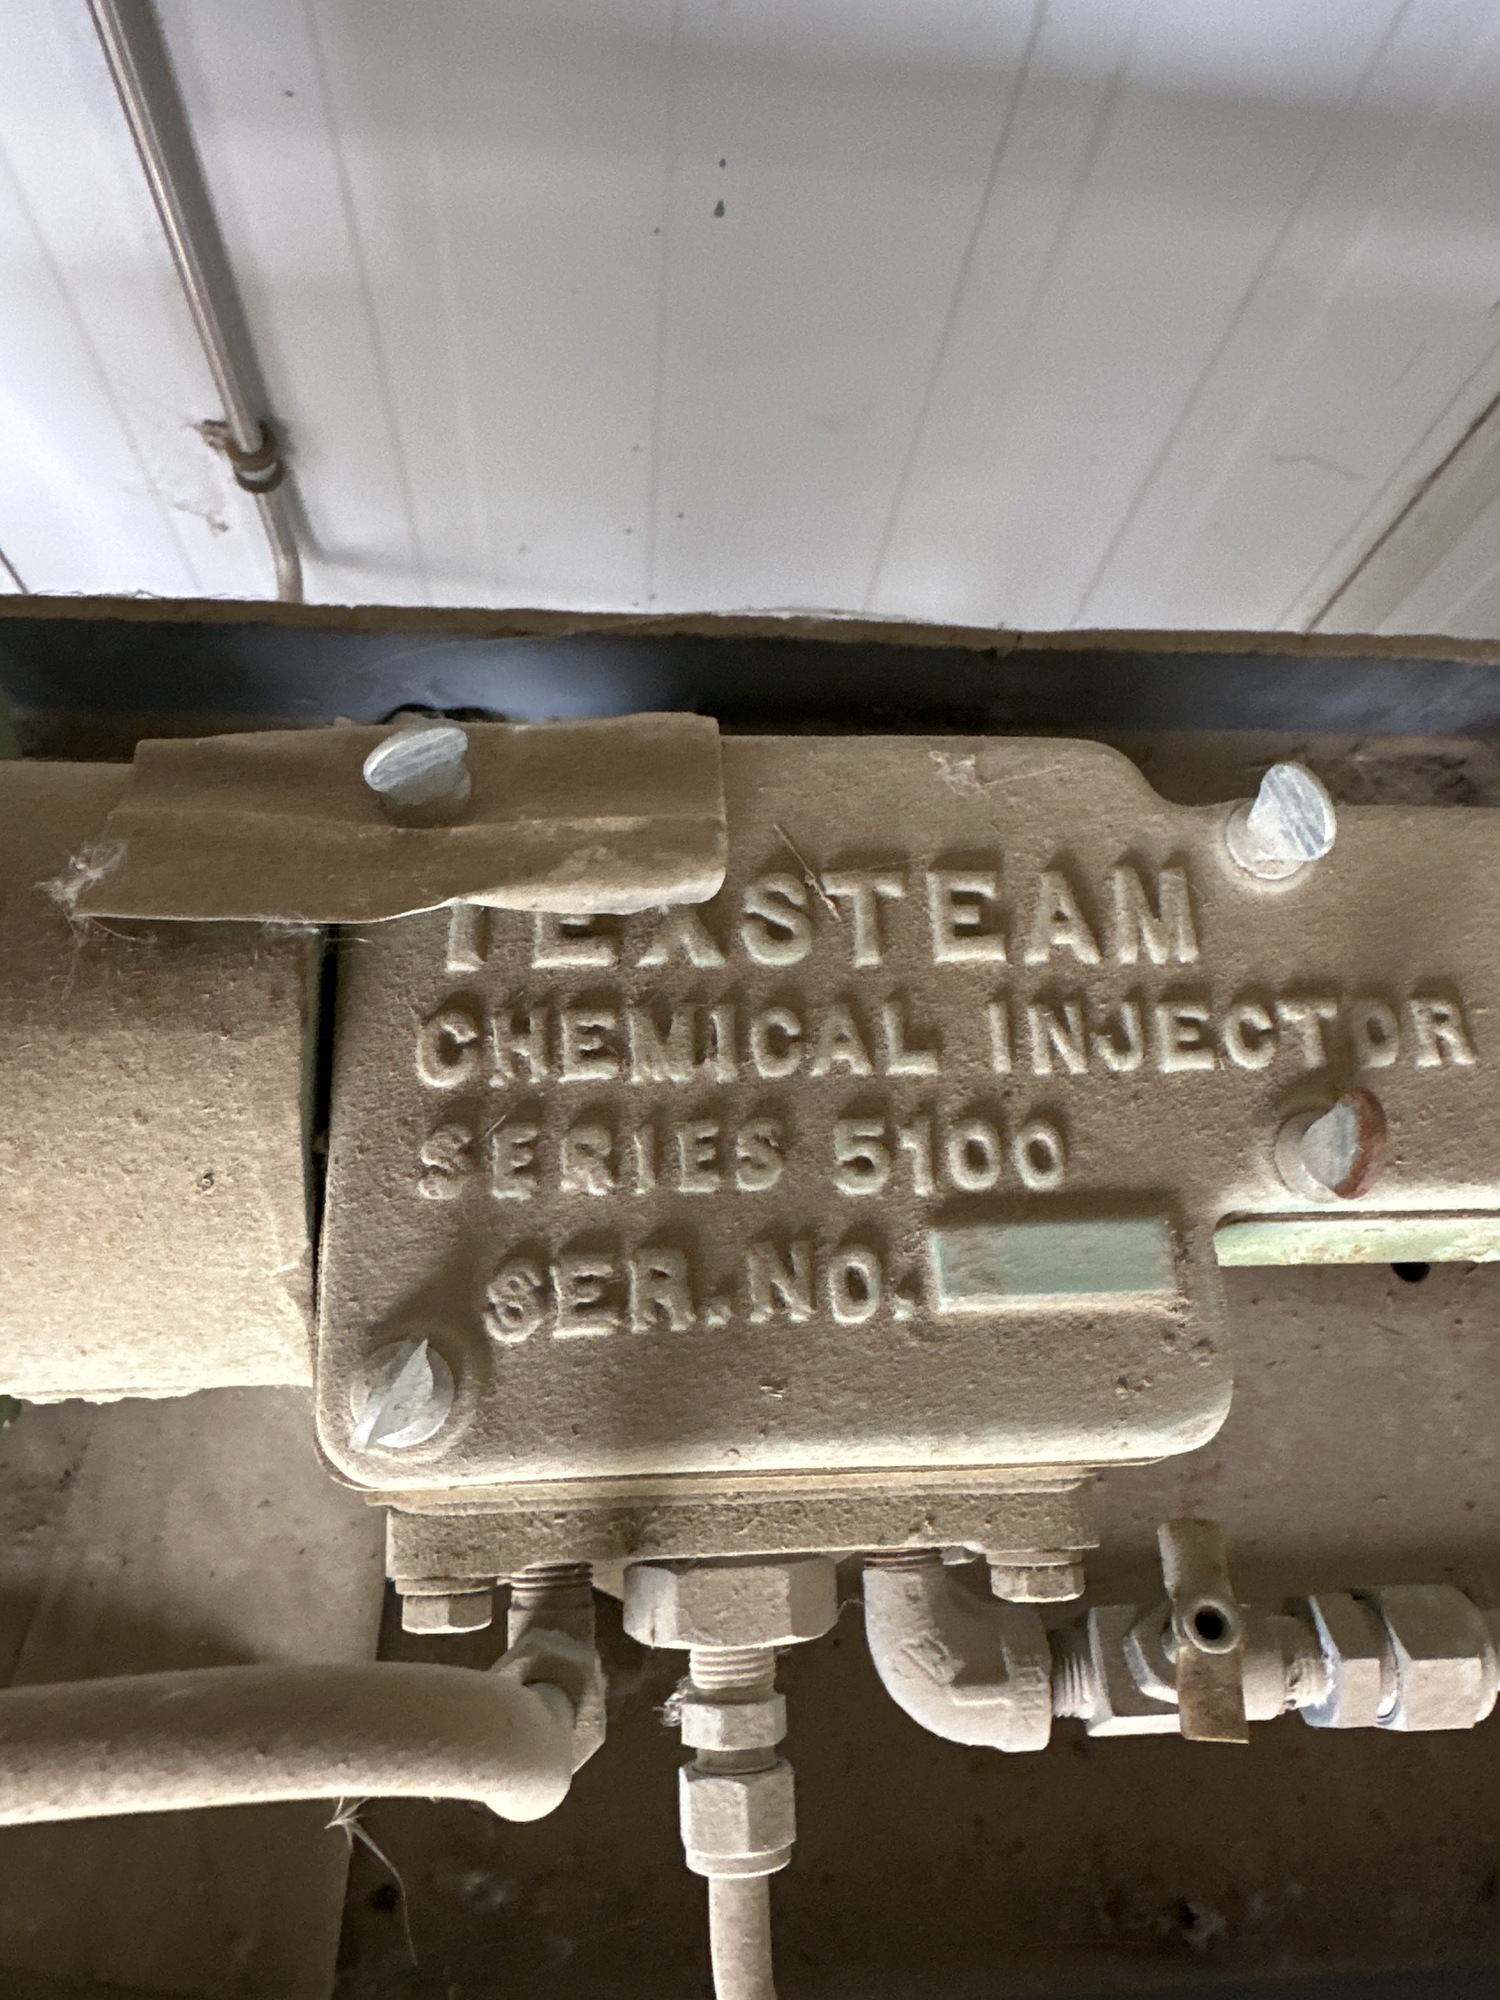 TEXSTEAM
CHEMICAL INJECTOR
SERIES 5100
SER. NO.